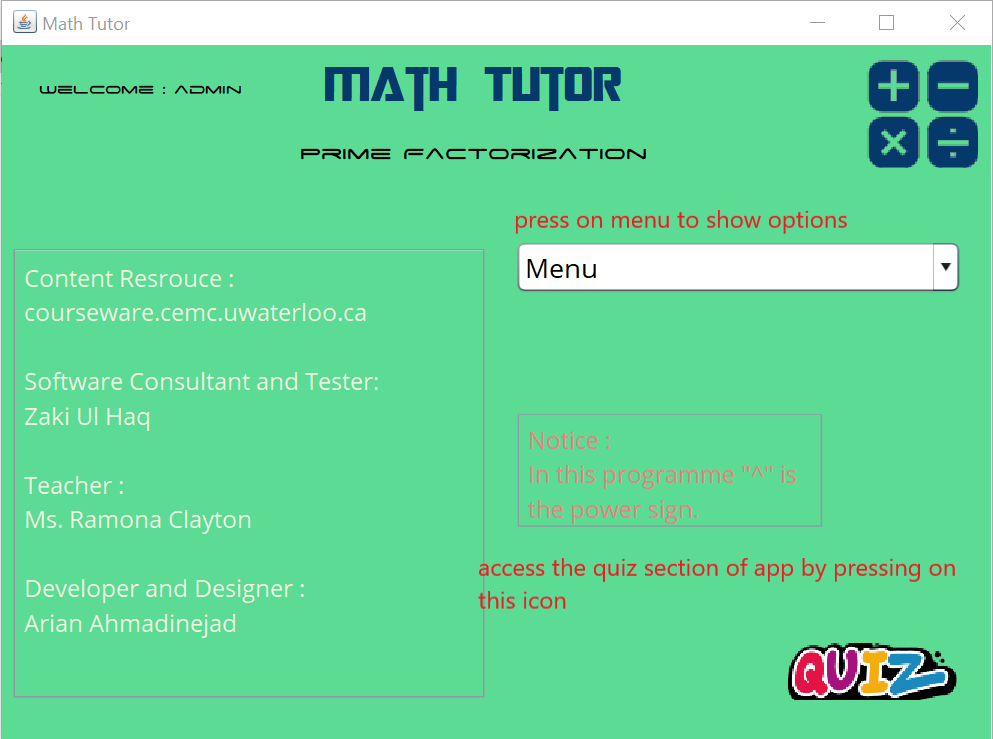 Math Tutor
WELCOME : ADMIN
MATH TUTOR
PRIME FACTORIZATION
press on menu to show options
Menu
Content Resrouce :
courseware.cemc.uwaterloo.ca
Software Consultant and Tester:
Zaki Ul Haq
Teacher :
Ms. Ramona Clayton
Developer and Designer :
Arian Ahmadinejad
Notice :
In this programme "^" is
the power sign.
access the quiz section of app by pressing on
this icon
QUIZ